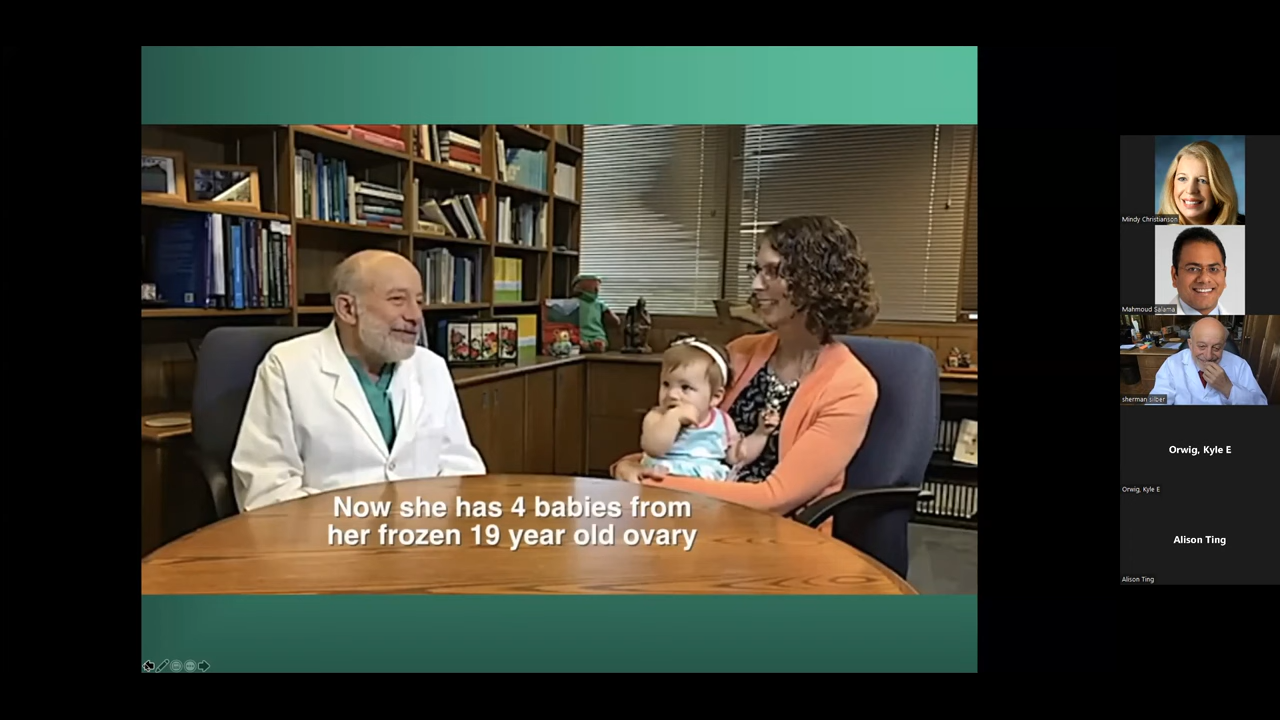 Now she has 4 babies from
her frozen 19 year old ovary
Mindy Christianson
Mahmoud Salama
sherman silber
Orwig, Kyle E
Orwig, Kyle E
Alison Ting
Alison Ting